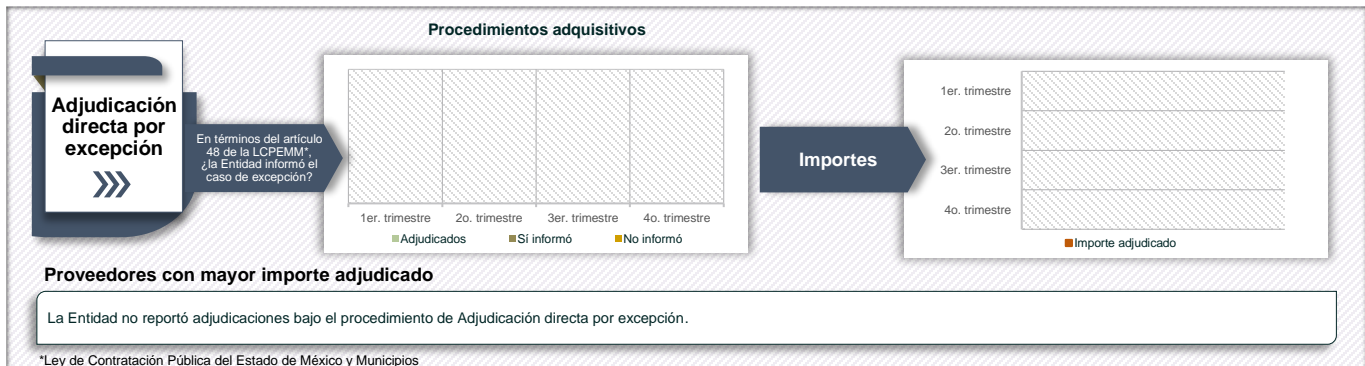 Procedimientos adquisitivos
Adjudicación
directa por
excepción
En términos del artículo
48 de la LCPEMM*,
¿la Entidad informó el
caso de excepción?
1er. trimestre
2o. trimestre
3er. trimestre
4o. trimestre
Adjudicados
Sí informó
No informó
Importes
1er. trimestre
2o. trimestre
3er. trimestre
4o. trimestre
Importe adjudicado
Proveedores con mayor importe adjudicado
La Entidad no reportó adjudicaciones bajo el procedimiento de Adjudicación directa por excepción.
*Ley de Contratación Pública del Estado de México y Municipios